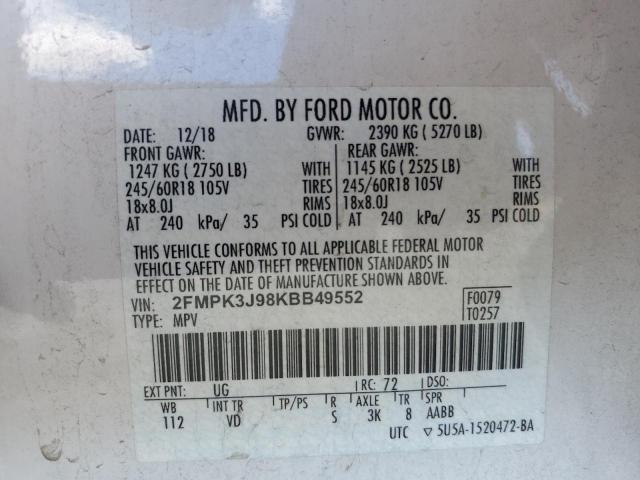 MFD. BY FORD MOTOR CO.
DATE: 12/18 GVWR: 2390 KG ( 5270 LB)
FRONT GAWR: REAR GAWR:
1247 KG ( 2750 LB) WITH 1145 KG ( 2525 LB) WITH
245/60R18 105V TIRES 245/60R18 105V TIRES
18x8.0J RIMS 18x8.0J RIMS
AT 240 kPa/ 35 PSI COLD AT 240 kPa/ 35 PSI COLD
THIS VEHICLE CONFORMS TO ALL APPLICABLE FEDERAL MOTOR
VEHICLE SAFETY AND THEFT PREVENTION STANDARDS IN
EFFECT ON THE DATE OF MANUFACTURE SHOWN ABOVE.
VIN: 2FMPK3J98KBB49552 F0079
TYPE: MPV T0257
EXT PNT: UG RC: 72 DSO:
WB INT TR TP/PS R AXLE TR SPR
112 VD S 3K 8 AABB
UTC ▽ 5U5A-1520472-BA